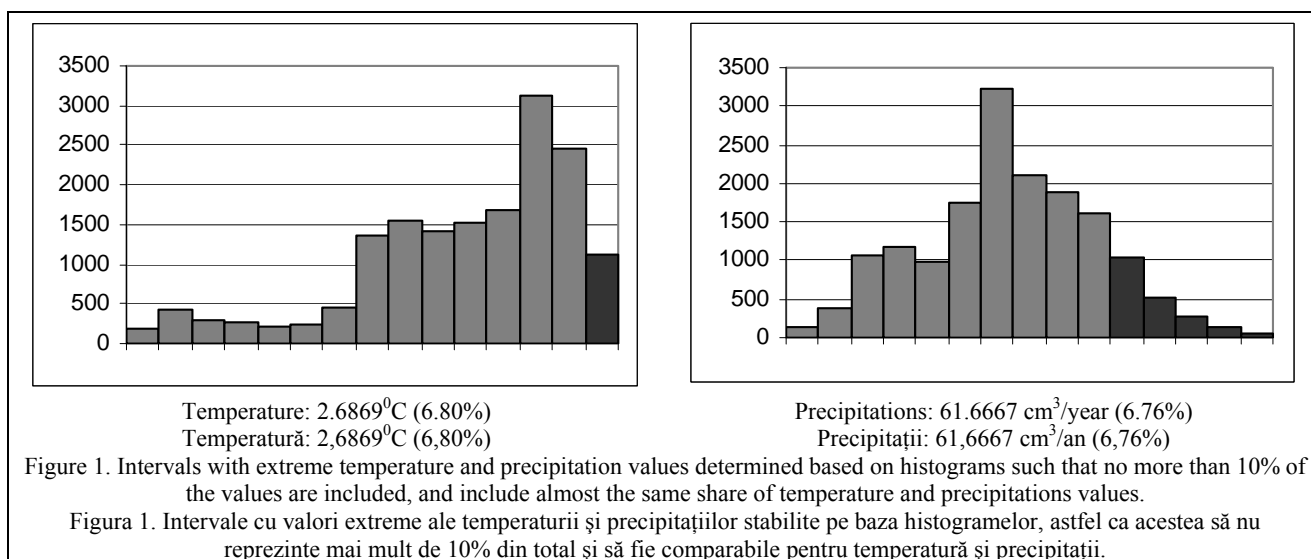 3500
3000
2500
2000
1500
1000
500
0
3500
3000
2500
2000
1500
1000
500
0
Temperature: 2.6869⁰C (6.80%)
Temperatură: 2,6869⁰C (6,80%)
Precipitations: 61.6667 cm³/year (6.76%)
Precipitații: 61,6667 cm³/an (6,76%)
Figure 1. Intervals with extreme temperature and precipitation values determined based on histograms such that no more than 10% of
the values are included, and include almost the same share of temperature and precipitations values.
Figura 1. Intervale cu valori extreme ale temperaturii şi precipitațiilor stabilite pe baza histogramelor, astfel ca acestea să nu
reprezinte mai mult de 10% din total şi să fie comparabile pentru temperatură şi precipitații.